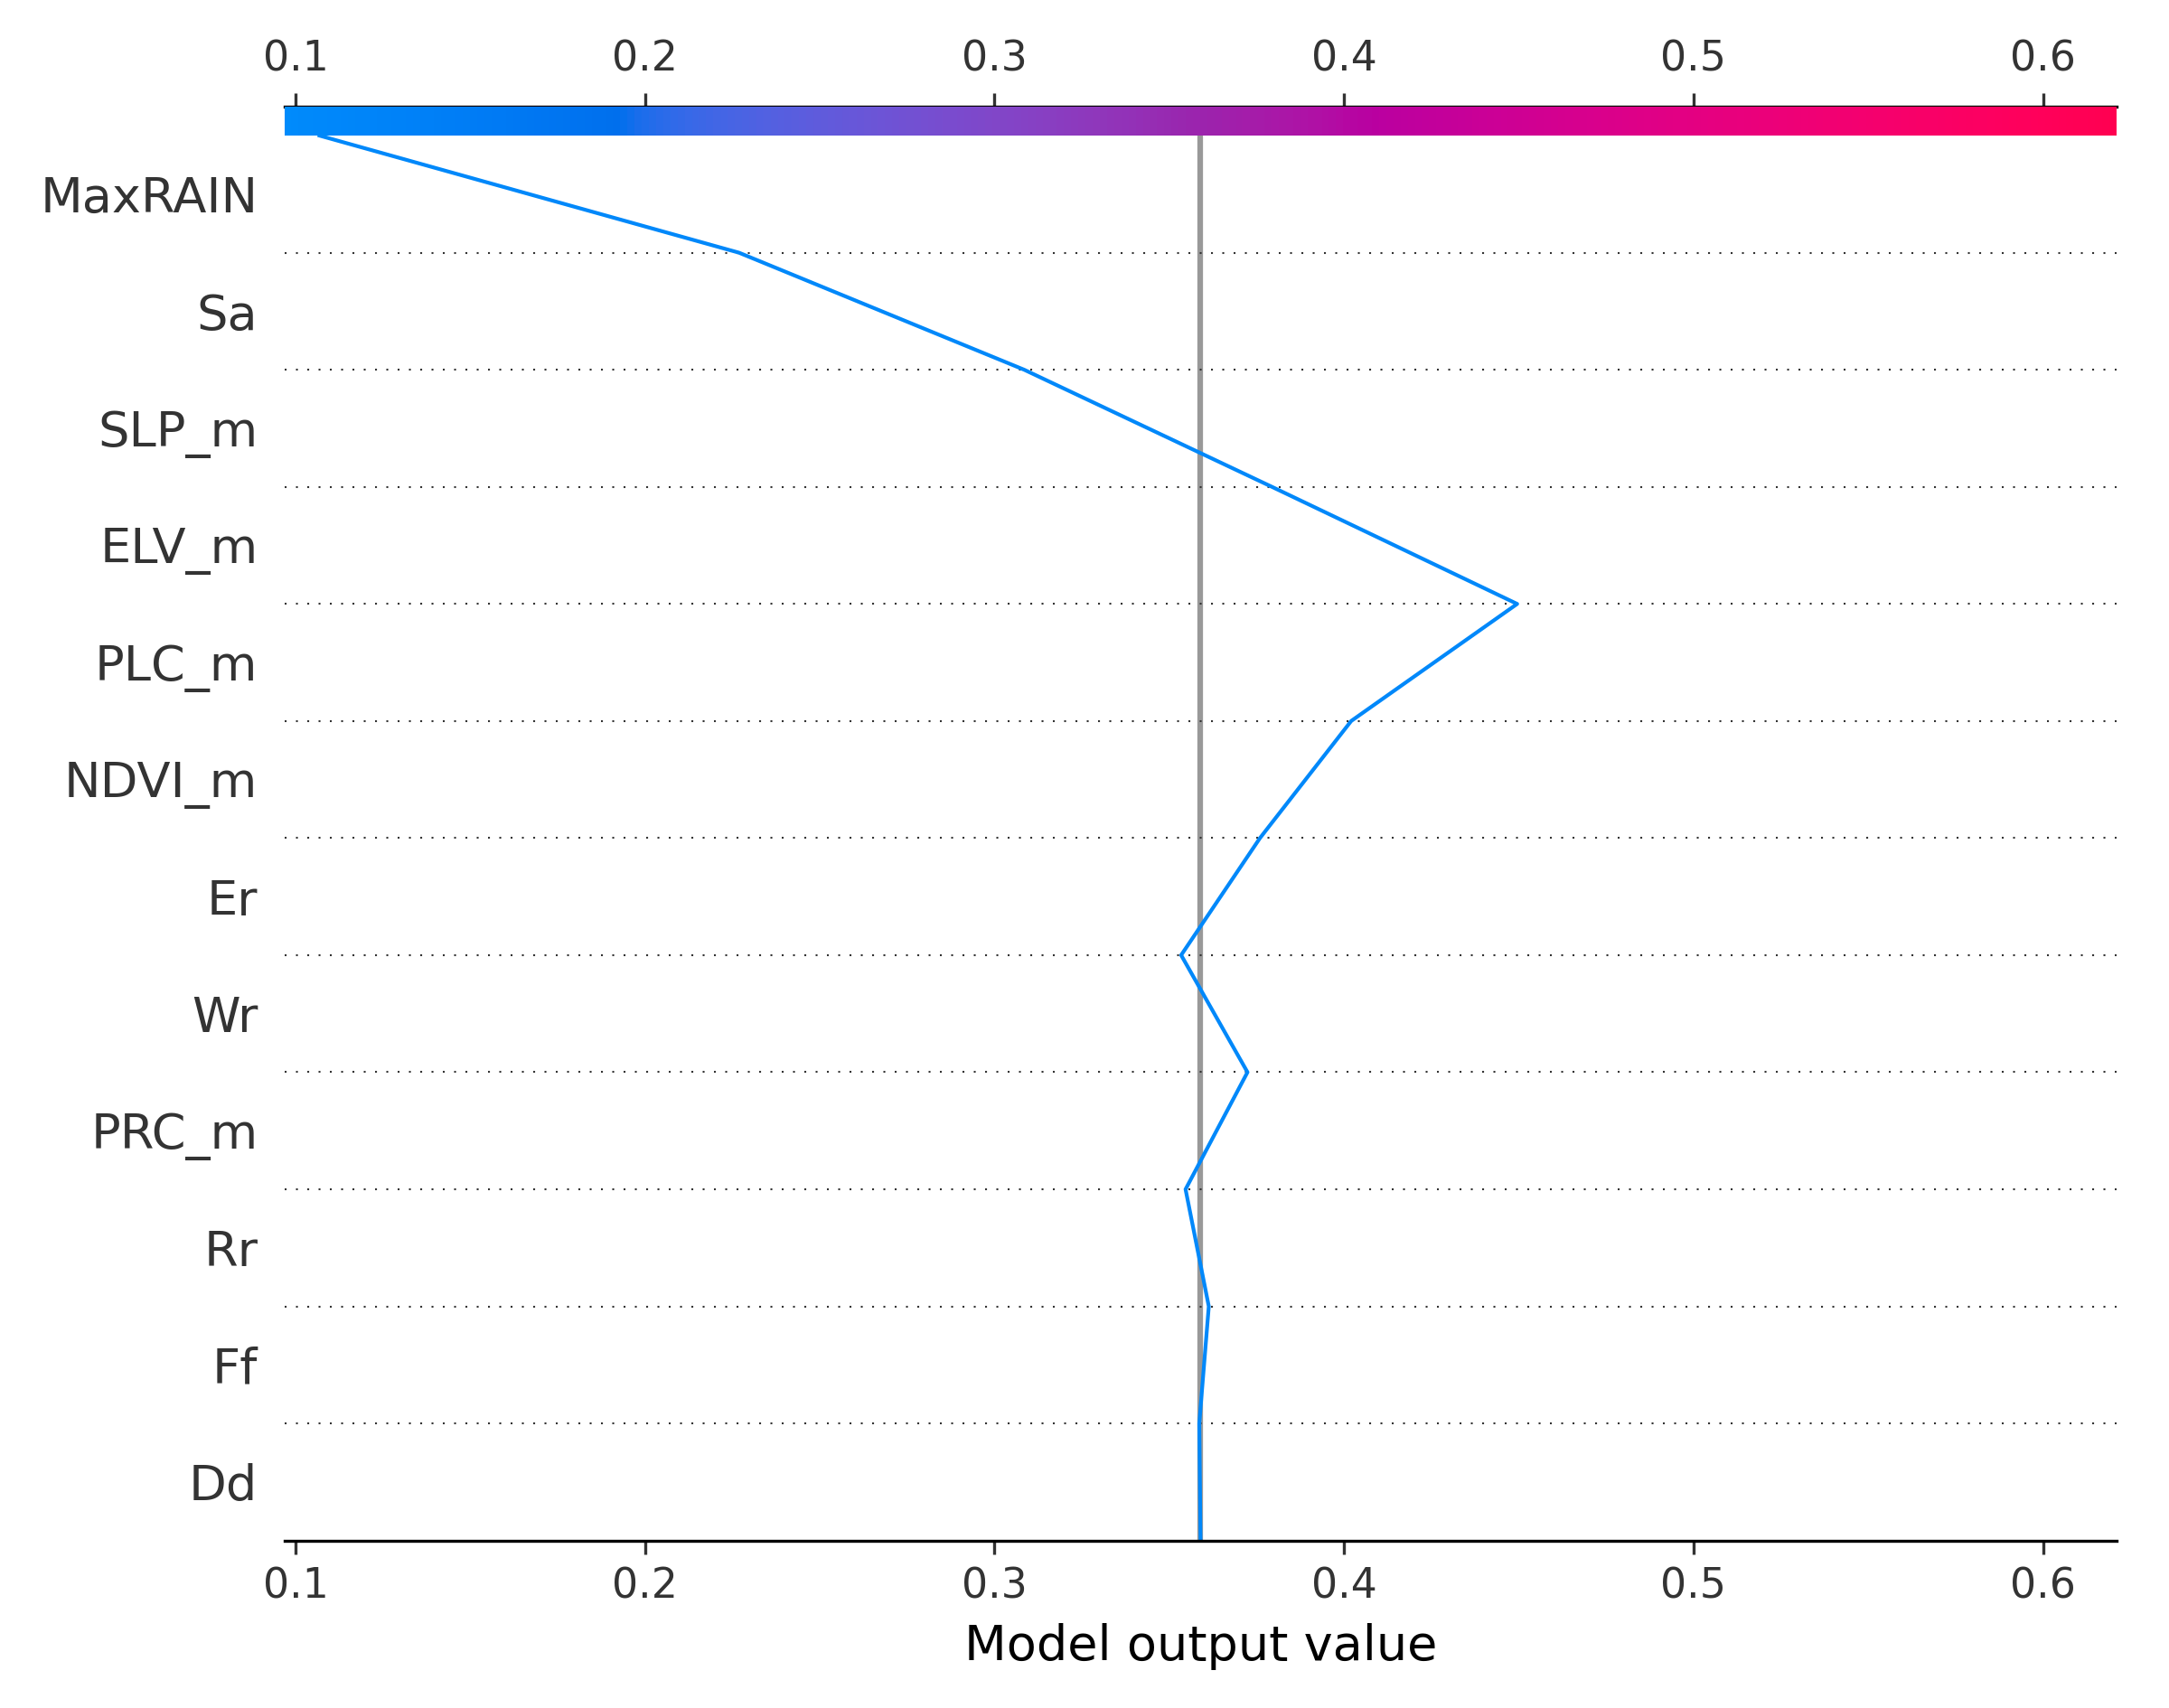 0.1 0.2 0.3 0.4 0.5 0.6
MaxRAIN
Sa
SLP_m
ELV_m
PLC_m
NDVI_m
Er
Wr
PRC_m
Rr
Ff
Dd
0.1 0.2 0.3 0.4 0.5 0.6
Model output value